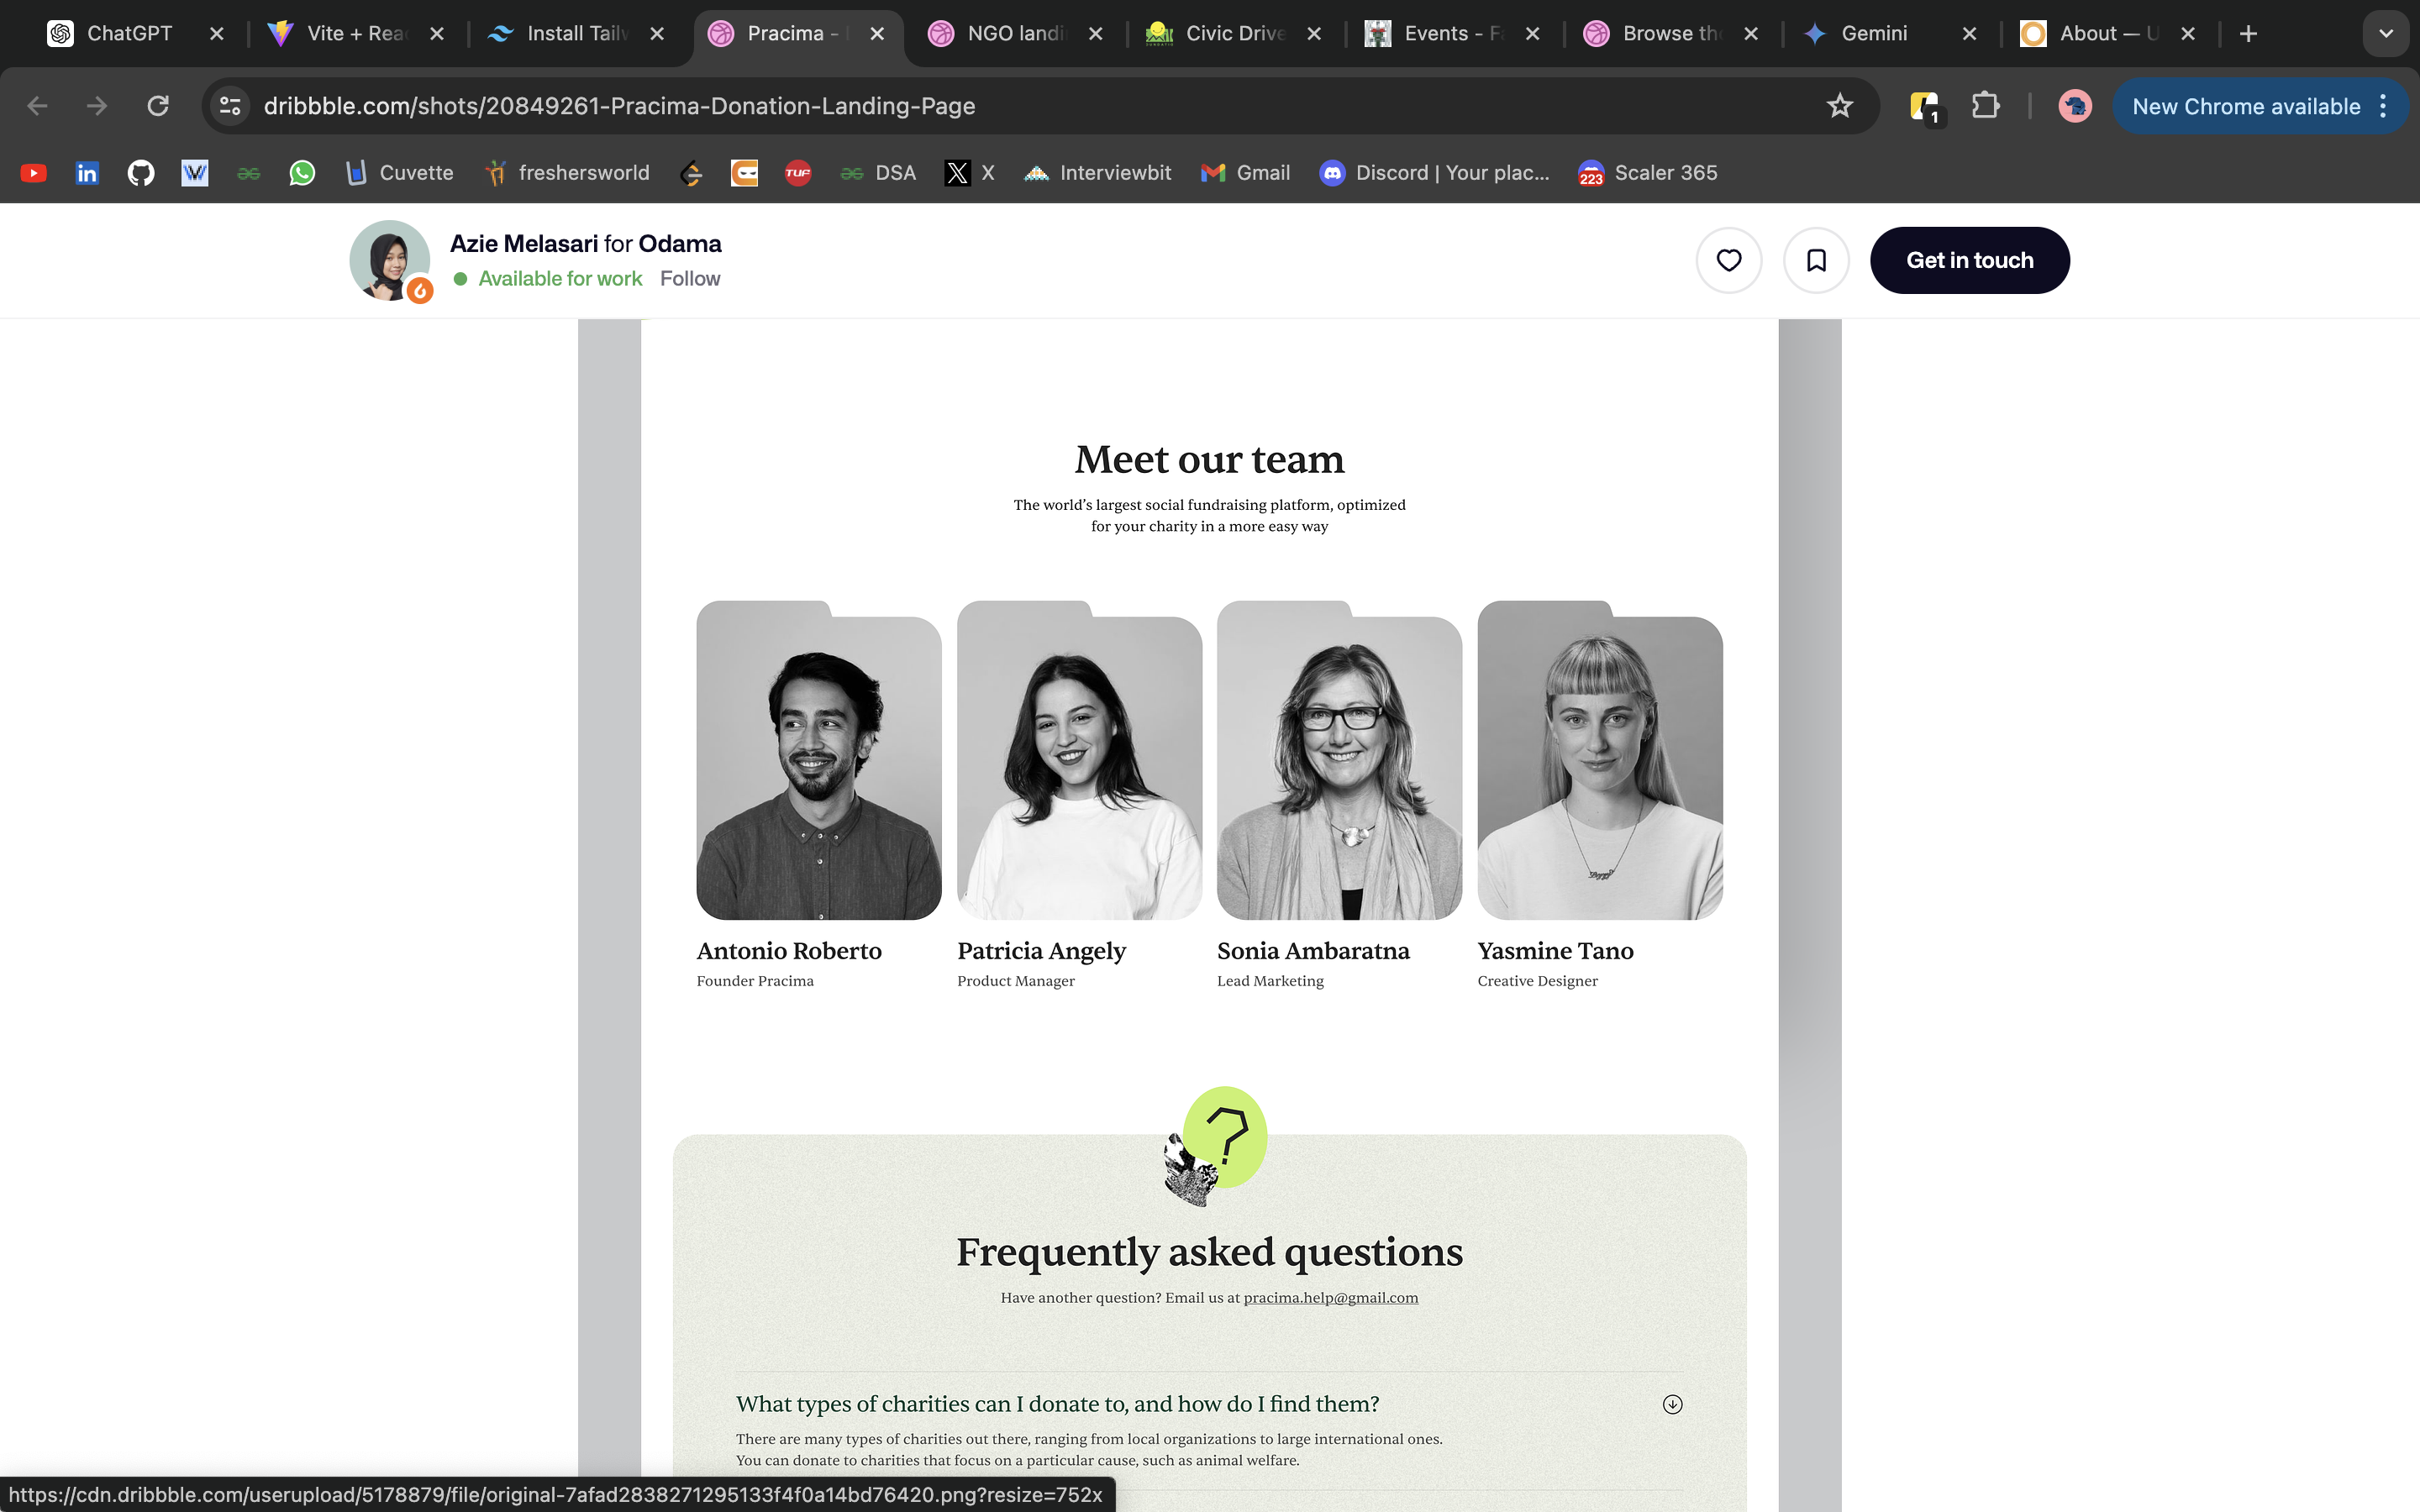 ChatGPT
Vite + Rea
Install Tailw
Pracima -
NGO landi
Civic Drive
Events - Fa
Browse the
Gemini
About — U
dribbble.com/shots/20849261-Pracima-Donation-Landing-Page
1
New Chrome available
Cuvette
freshersworld
TUF
DSA
X
Interviewbit
Gmail
Discord | Your plac...
223
Scaler 365
Azie Melasari for Odama
Available for work Follow
Get in touch
Meet our team
The world's largest social fundraising platform, optimized
for your charity in a more easy way
Antonio Roberto
Founder Pracima
Patricia Angely
Product Manager
Sonia Ambaratna
Lead Marketing
Yasmine Tano
Creative Designer
?
Frequently asked questions
Have another question? Email us at pracima.help@gmail.com
What types of charities can I donate to, and how do I find them?
There are many types of charities out there, ranging from local organizations to large international ones.
You can donate to charities that focus on a particular cause, such as animal welfare.
https://cdn.dribbble.com/userupload/5178879/file/original-7afad2838271295133f4f0a14bd76420.png?resize=752x